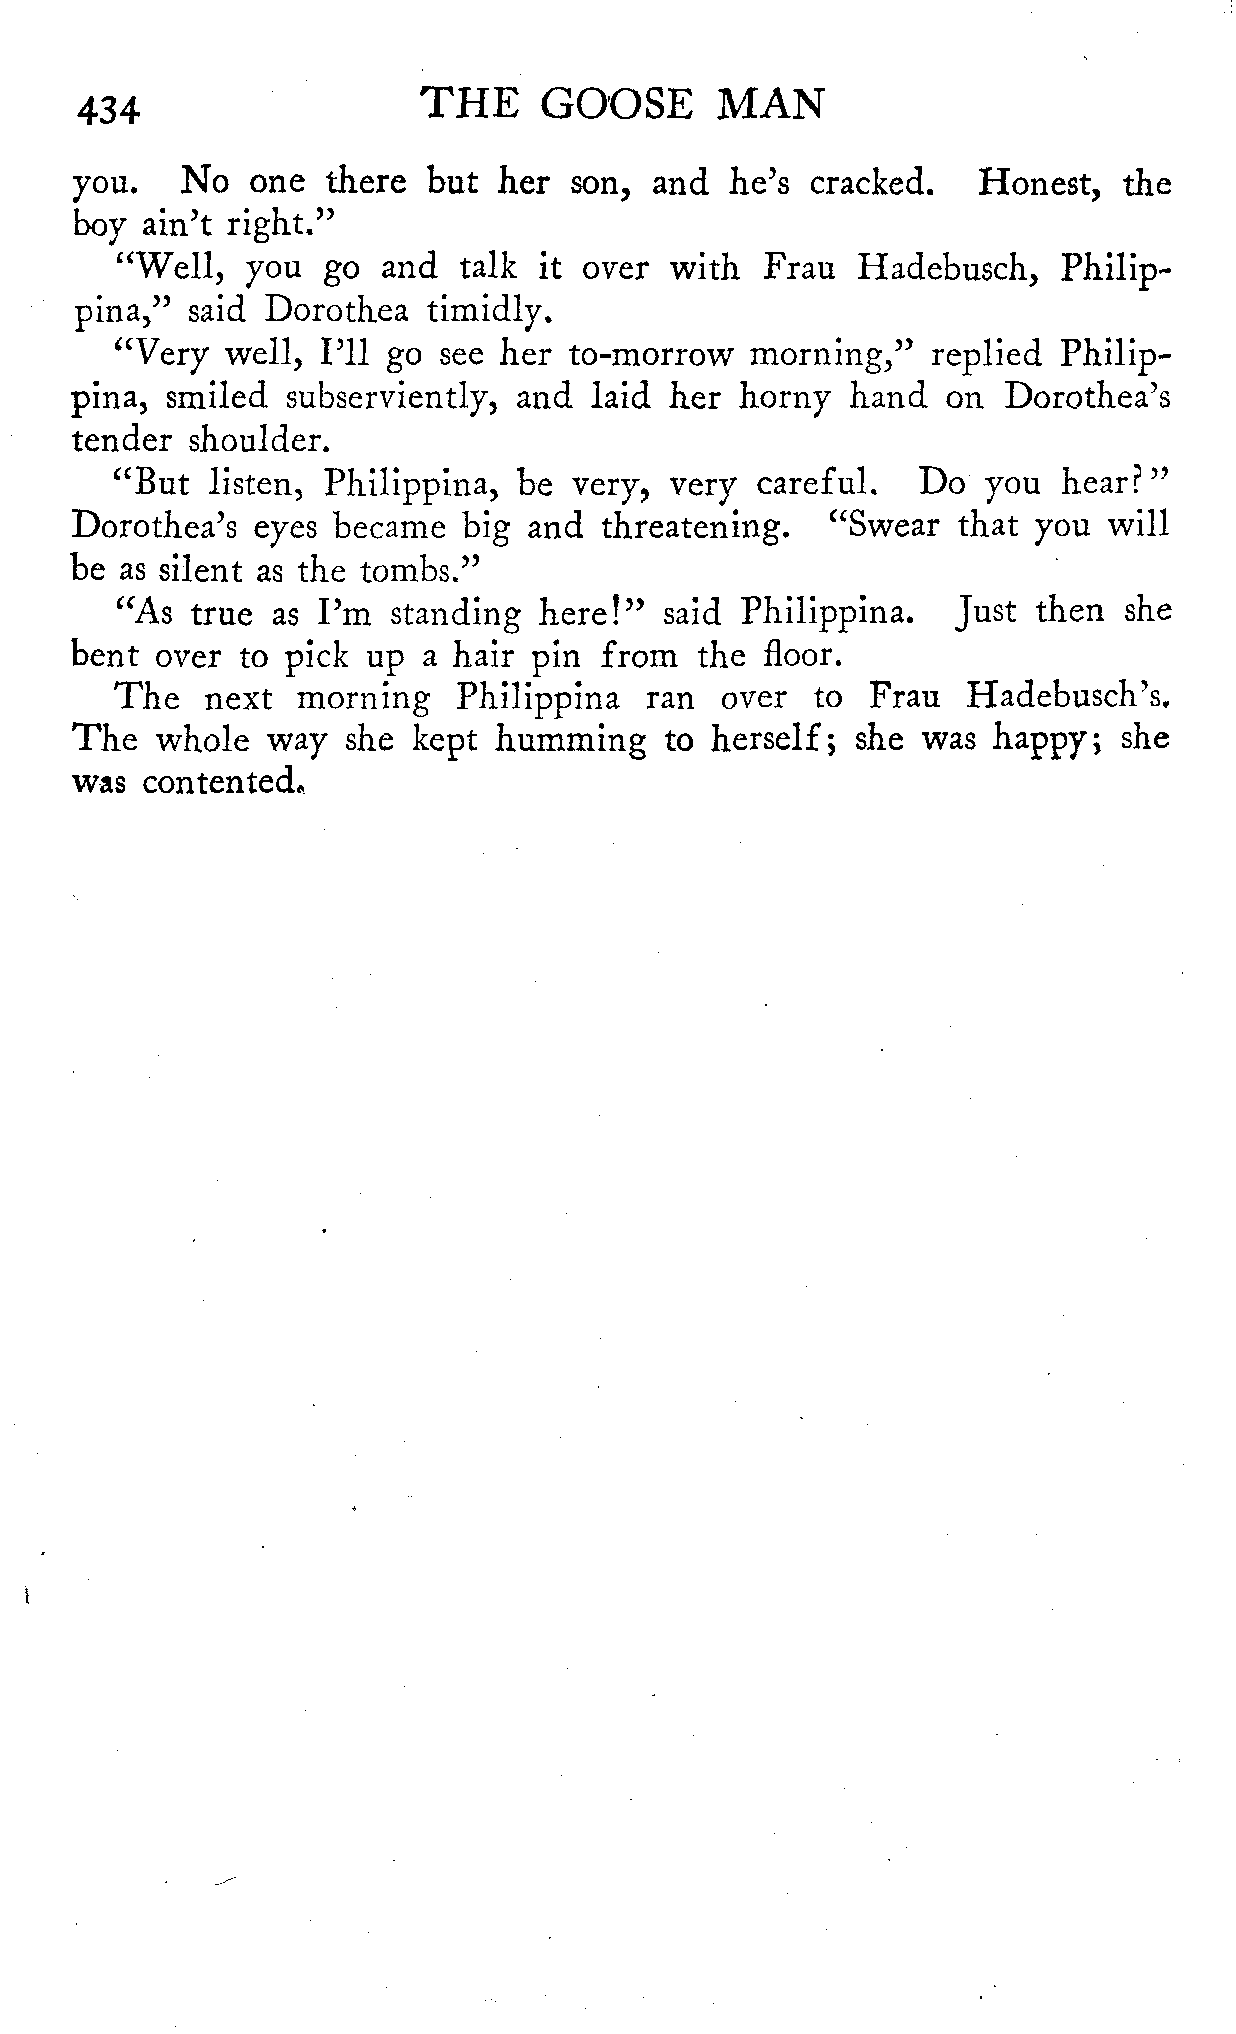 434 THE GOOSE MAN
you. No one there but her son, and he's cracked. Honest, the
boy ain't right."
"Well, you go and talk it over with Frau Hadebusch, Philip-
pina," said Dorothea timidly.
"Very well, I'll go see her to-morrow morning," replied Philip-
pina, smiled subserviently, and laid her horny hand on Dorothea's
tender shoulder.
"But listen, Philippina, be very, very careful. Do you hear?"
Dorothea's eyes became big and threatening. "Swear that you will
be as silent as the tombs."
"As true as I'm standing here!" said Philippina. Just then she
bent over to pick up a hair pin from the floor.
The next morning Philippina ran over to Frau Hadebusch's.
The whole way she kept humming to herself; she was happy; she
was contented.